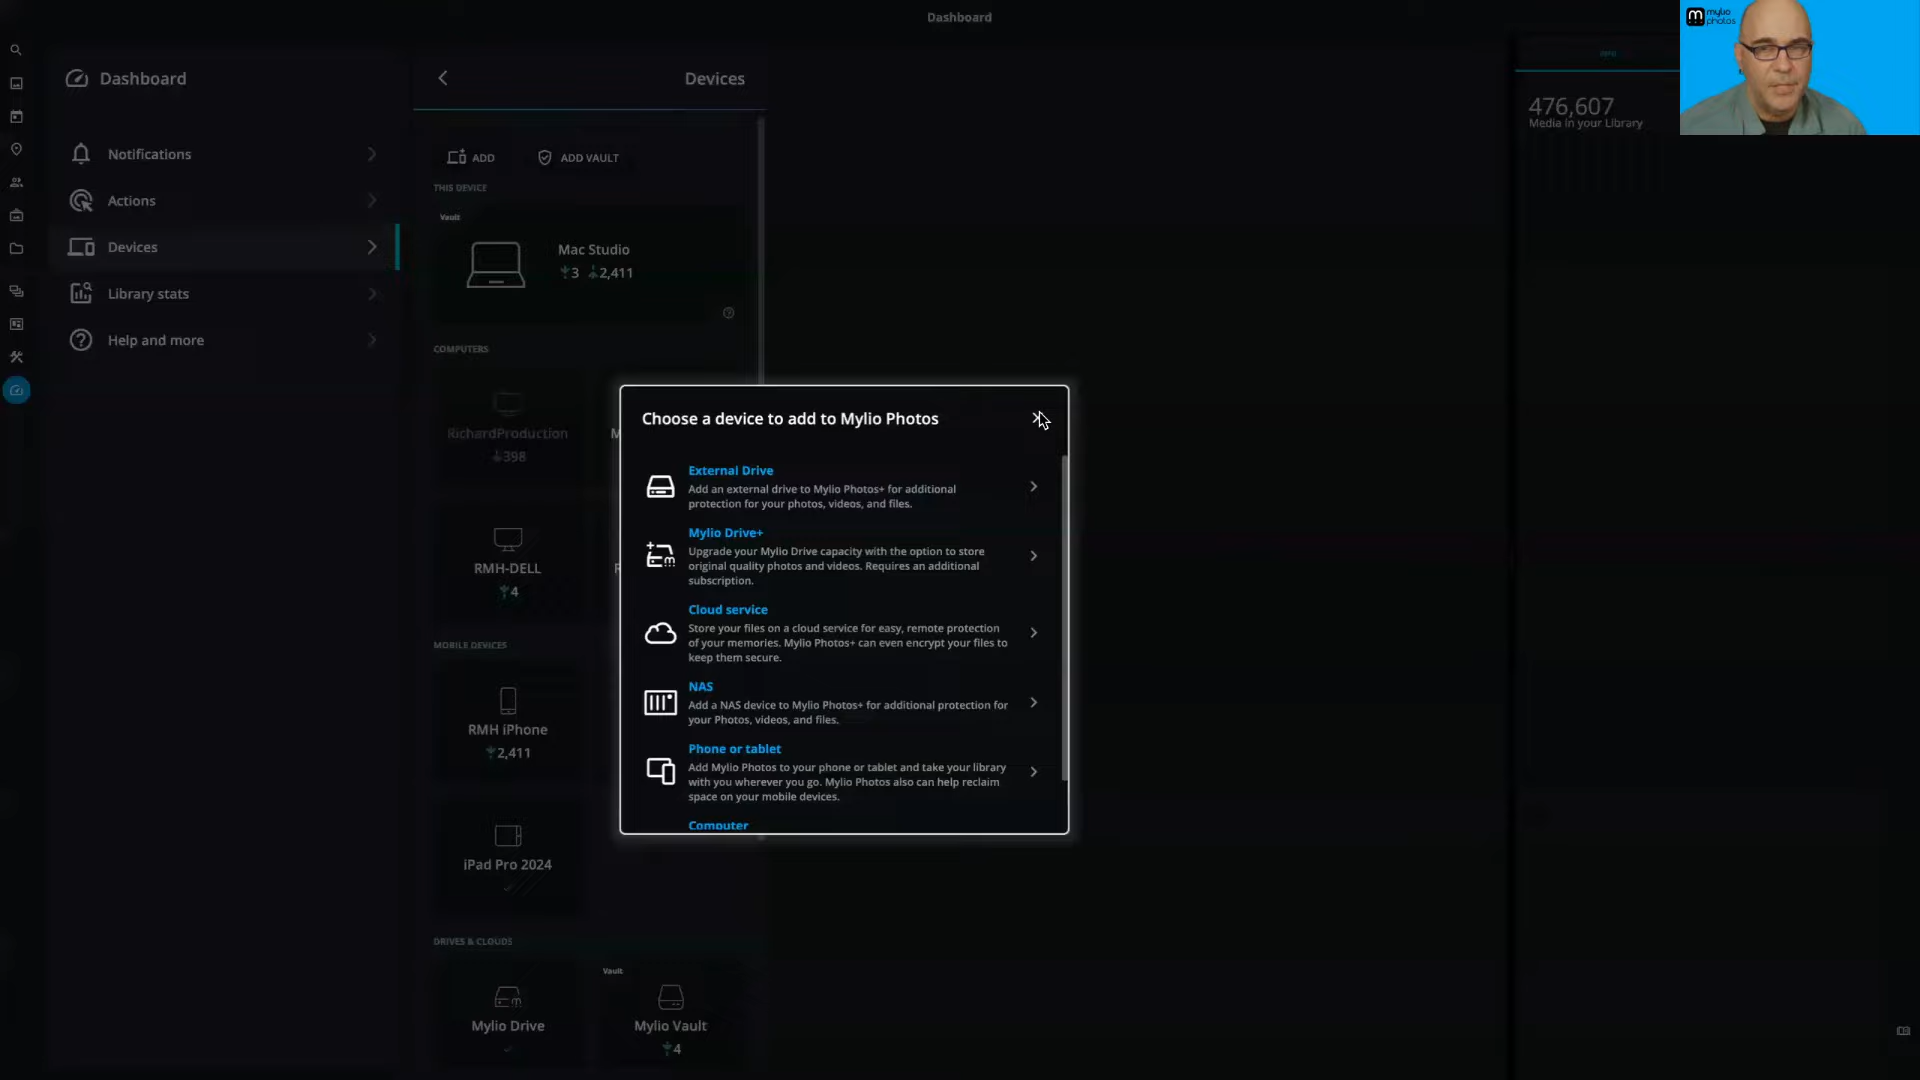 Dashboard
mylio
photos
Dashboard
Devices
INFO
476,607
Media in your Library
Notifications
Actions
Devices
Library stats
Help and more
ADD
ADD VAULT
THIS DEVICE
Vault
Mac Studio
3 2,411
COMPUTERS
RichardProduction
398
M
RMH-DELL
4
MOBILE DEVICES
RMH iPhone
2,411
iPad Pro 2024
DRIVES & CLOUDS
Mylio Drive
Vault
Mylio Vault
4
Choose a device to add to Mylio Photos
External Drive
Add an external drive to Mylio Photos+ for additional
protection for your photos, videos, and files.
Mylio Drive+
Upgrade your Mylio Drive capacity with the option to store
original quality photos and videos. Requires an additional
subscription.
Cloud service
Store your files on a cloud service for easy, remote protection
of your memories. Mylio Photos+ can even encrypt your files to
keep them secure.
NAS
Add a NAS device to Mylio Photos+ for additional protection for
your Photos, videos, and files.
Phone or tablet
Add Mylio Photos to your phone or tablet and take your library
with you wherever you go. Mylio Photos also can help reclaim
space on your mobile devices.
Computer